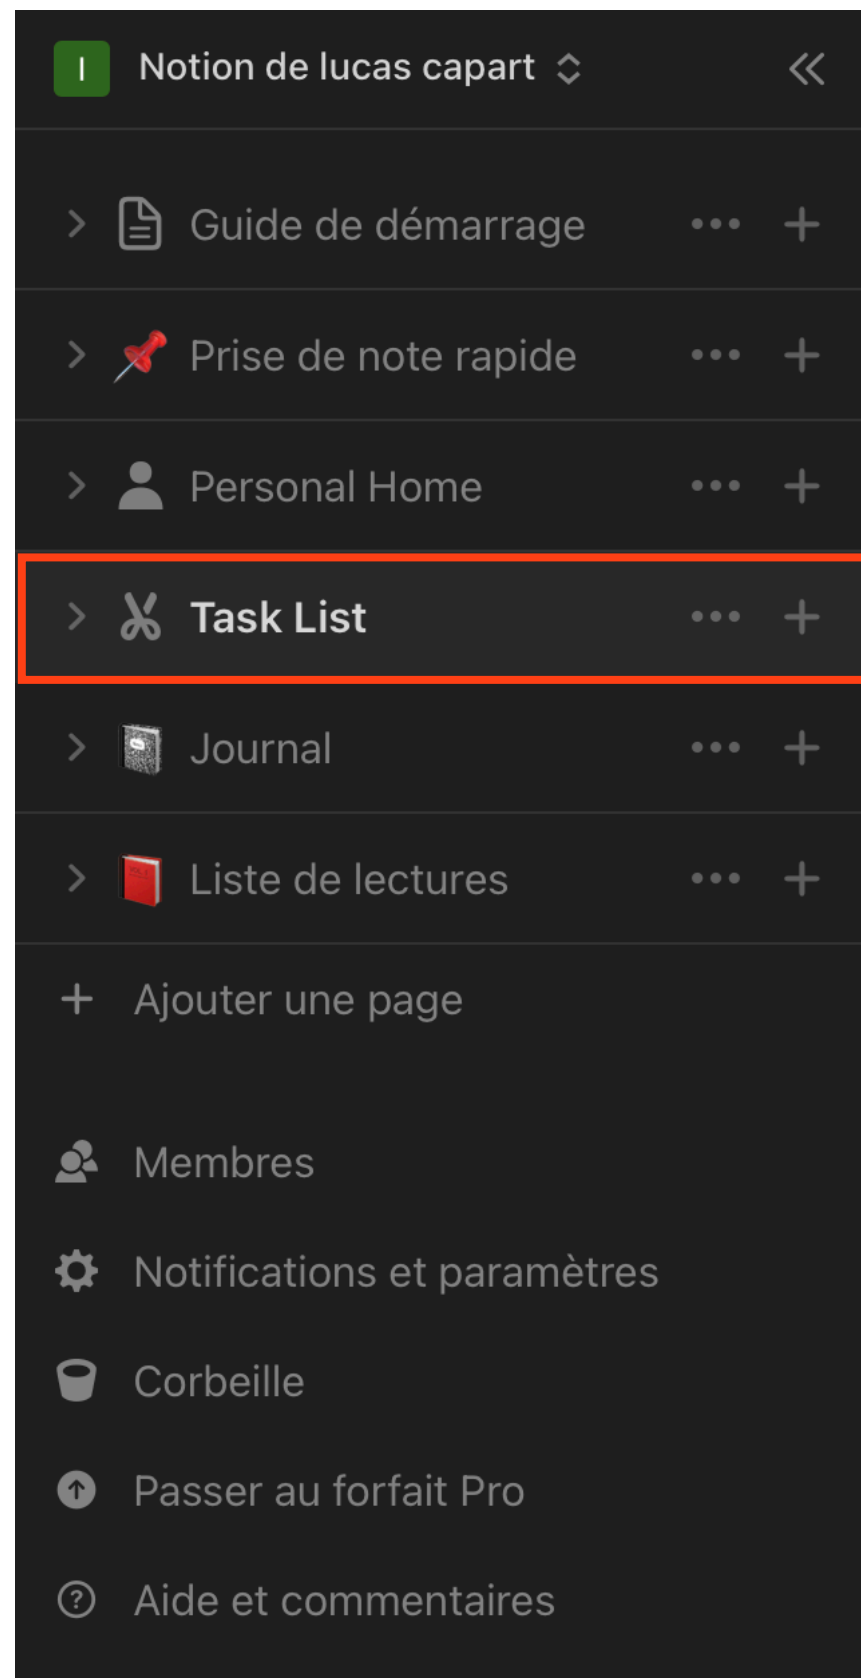 I Notion de lucas capart
Guide de démarrage
Prise de note rapide
Personal Home
Task List
Journal
Liste de lectures
Ajouter une page
Membres
Notifications et paramètres
Corbeille
Passer au forfait Pro
Aide et commentaires